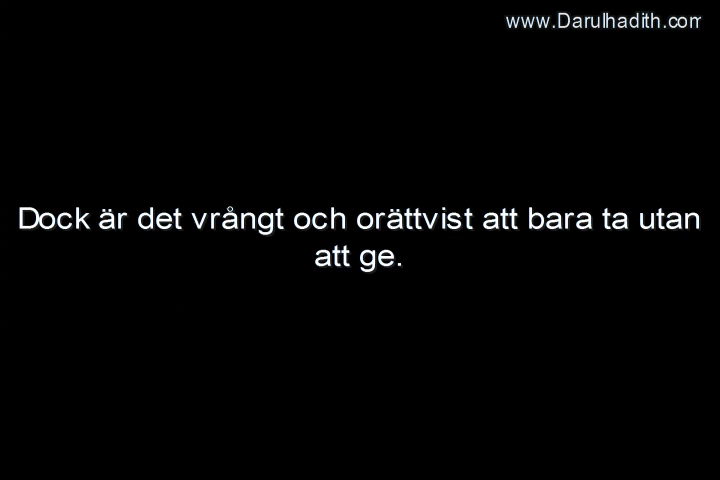 www.Darulhadith.com
Dock är det vrångt och orättvist att bara ta utan
att ge.